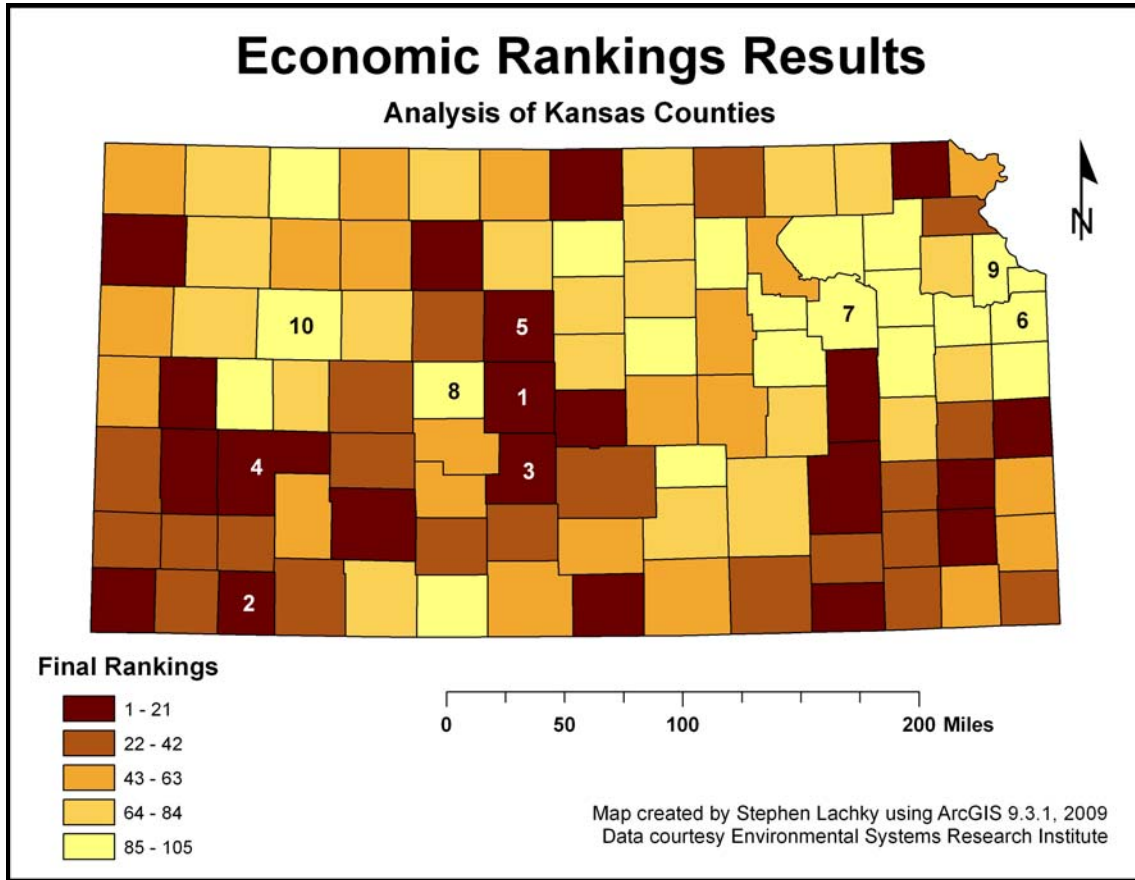 Economic Rankings Results
Analysis of Kansas Counties
N
9
10
5
7
6
8
1
4
3
2
Final Rankings
1 - 21
22 - 42
43 - 63
64 - 84
85 - 105
0 50 100 200 Miles
Map created by Stephen Lachky using ArcGIS 9.3.1, 2009
Data courtesy Environmental Systems Research Institute